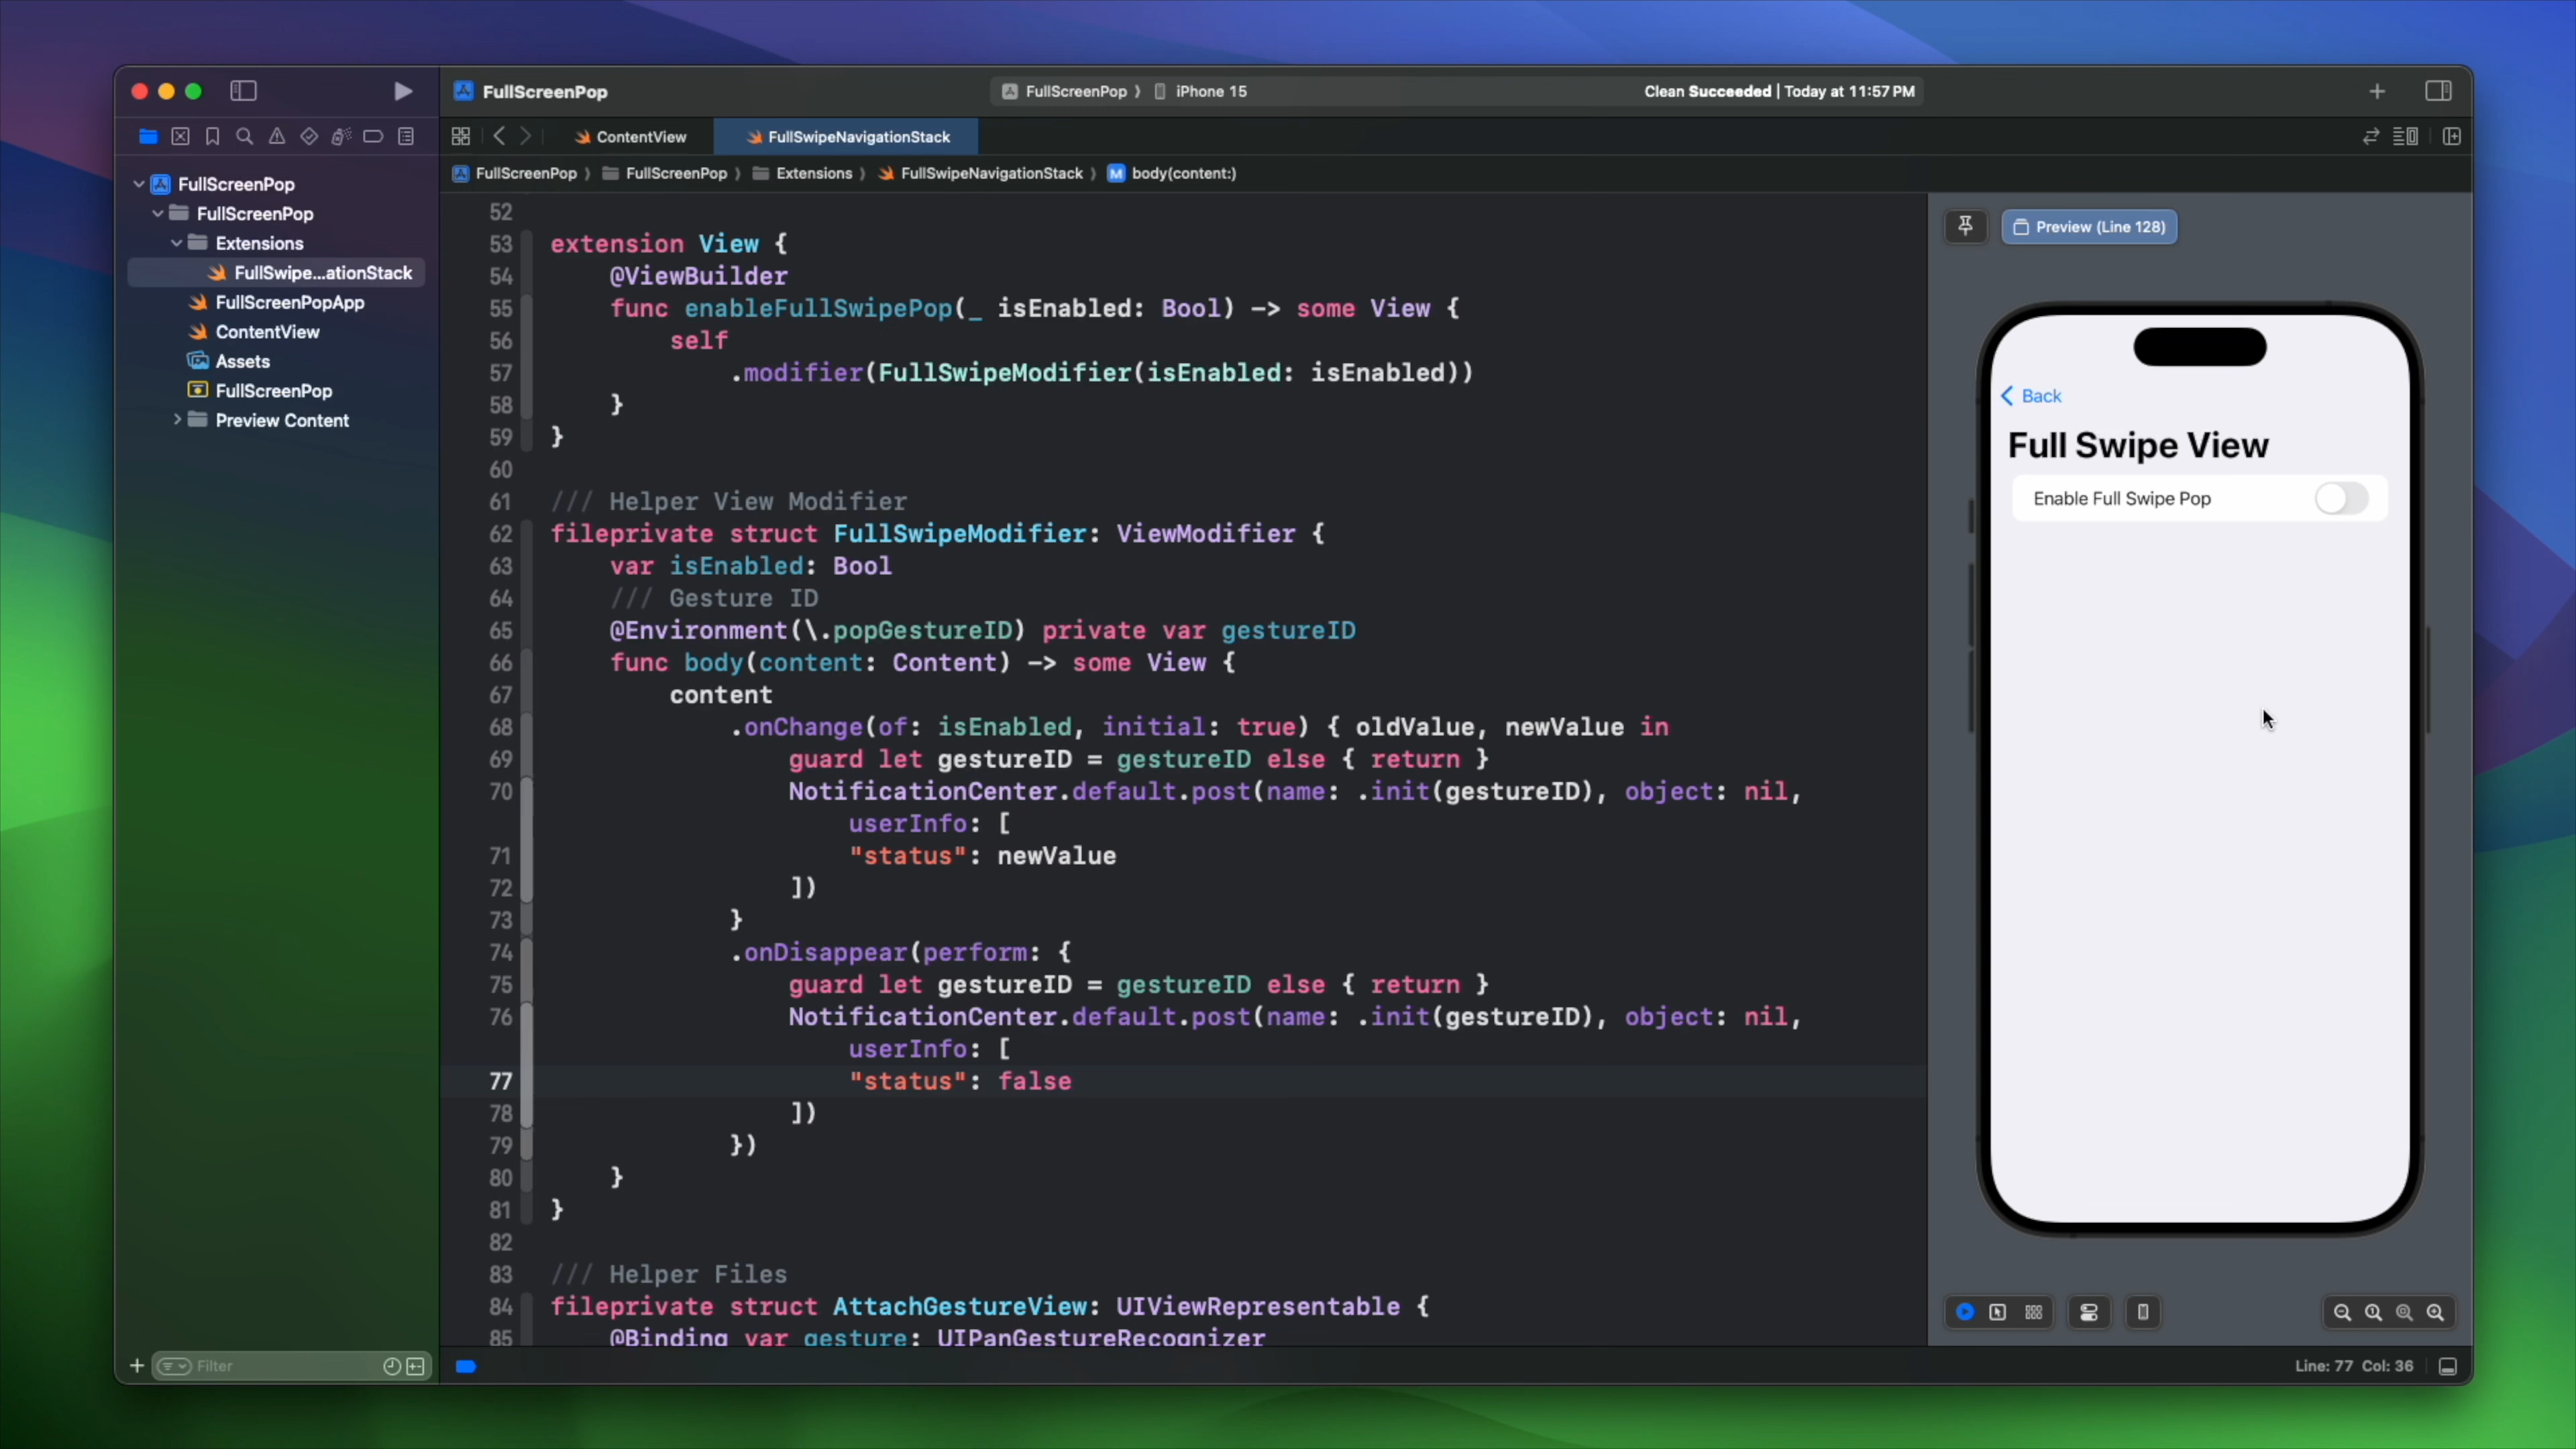 FullScreenPop
FullScreenPop
iPhone 15
Clean Succeeded | Today at 11:57 PM
ContentView
FullSwipeNavigationStack
FullScreenPop
FullScreenPop
Extensions
FullSwipeNavigationStack
M body(content:)
FullScreenPop
FullScreenPop
Extensions
FullSwipe...ationStack
FullScreenPopApp
ContentView
Assets
FullScreenPop
Preview Content
Filter
52
53 extension View {
54 @ViewBuilder
55 func enableFullSwipePop(_ isEnabled: Bool) -> some View {
56 self
57 .modifier(FullSwipeModifier(isEnabled: isEnabled))
58 }
59 }
60
61 /// Helper View Modifier
62 fileprivate struct FullSwipeModifier: ViewModifier {
63 var isEnabled: Bool
64 /// Gesture ID
65 @Environment(\.popGestureID) private var gestureID
66 func body(content: Content) -> some View {
67 content
68 .onChange(of: isEnabled, initial: true) { oldValue, newValue in
69 guard let gestureID = gestureID else { return }
70 NotificationCenter.default.post(name: .init(gestureID), object: nil,
userInfo: [
71 "status": newValue
72 ])
73 }
74 .onDisappear(perform: {
75 guard let gestureID = gestureID else { return }
76 NotificationCenter.default.post(name: .init(gestureID), object: nil,
userInfo: [
77 "status": false
78 ])
79 })
80 }
81 }
82
83 /// Helper Files
84 fileprivate struct AttachGestureView: UIViewRepresentable {
85 @Binding var gesture: UIPanGestureRecognizer
Preview (Line 128)
Back
Full Swipe View
Enable Full Swipe Pop
Line: 77 Col: 36